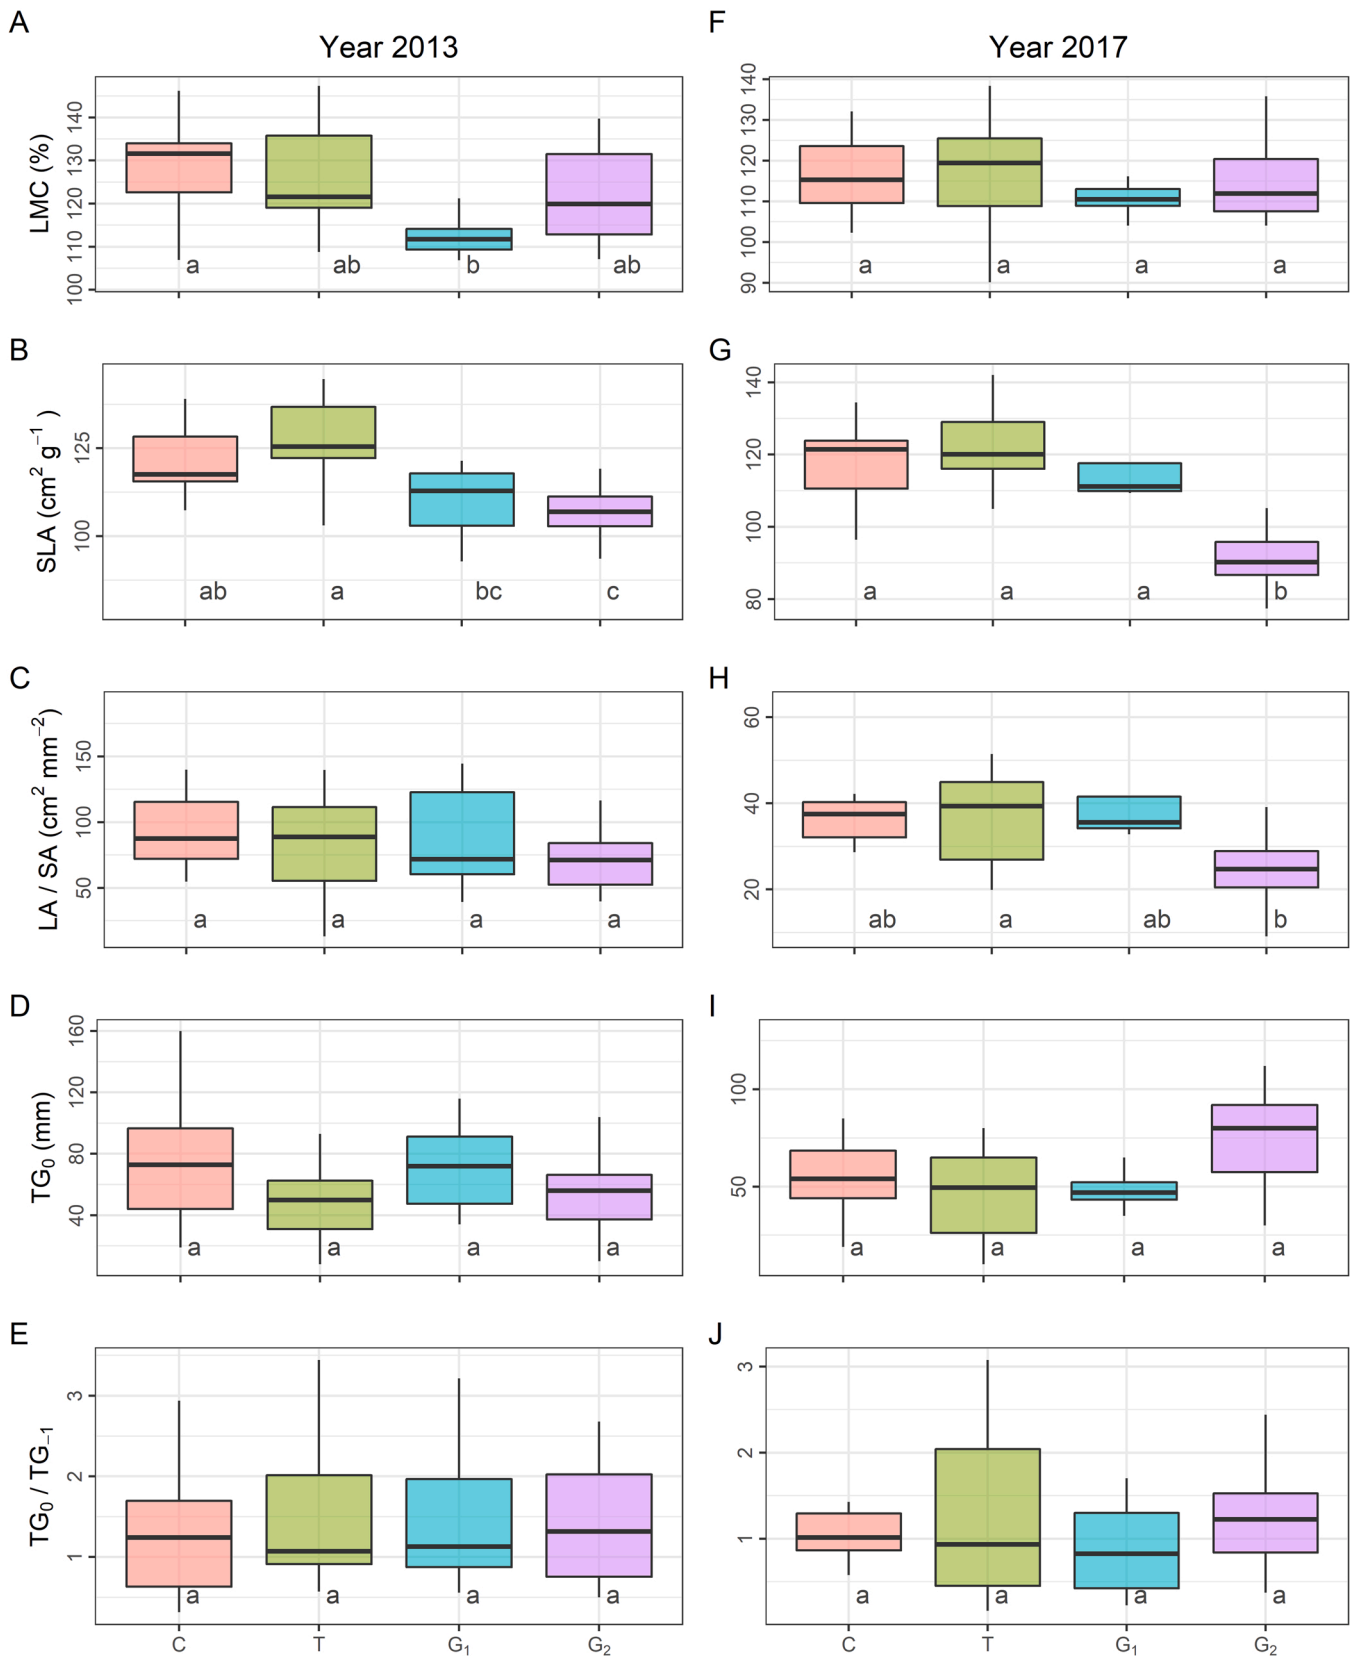 A
Year 2013
LMC (%)
140
130
120
110
100
a ab b ab
F
Year 2017
140
130
120
110
100
90
a a a a
B
SLA (cm² g⁻¹ )
125
100
ab a bc c
G
140
120
100
80
a a a b
C
LA / SA (cm² mm⁻²)
150
100
50
a a a a
H
60
40
20
ab a ab b
D
TG₀ (mm)
160
120
80
40
a a a a
I
100
50
a a a a
E
TG₀ / TG₋₁
3
2
1
a a a a
C T G₁ G₂
J
3
2
1
a a a a
C T G₁ G₂